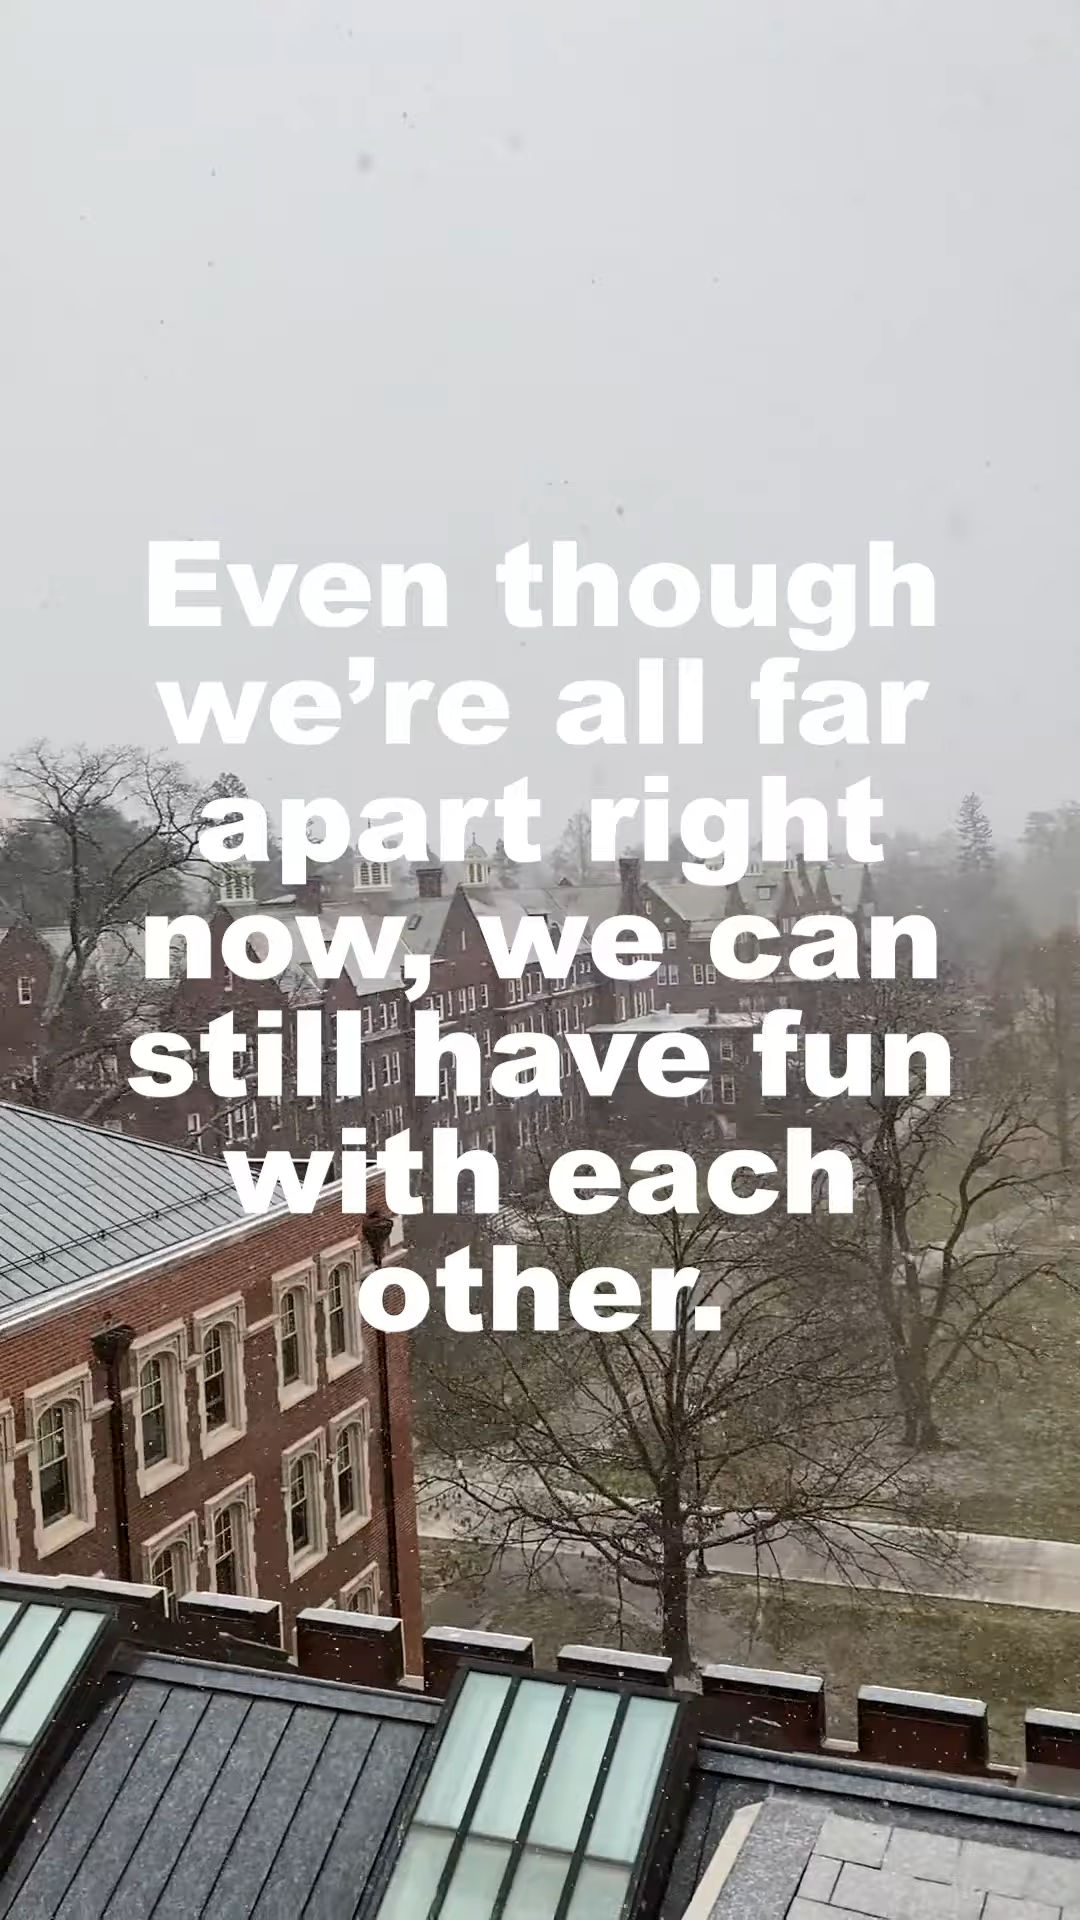 Even though
we’re all far
apart right
now, we can
still have fun
with each
other.